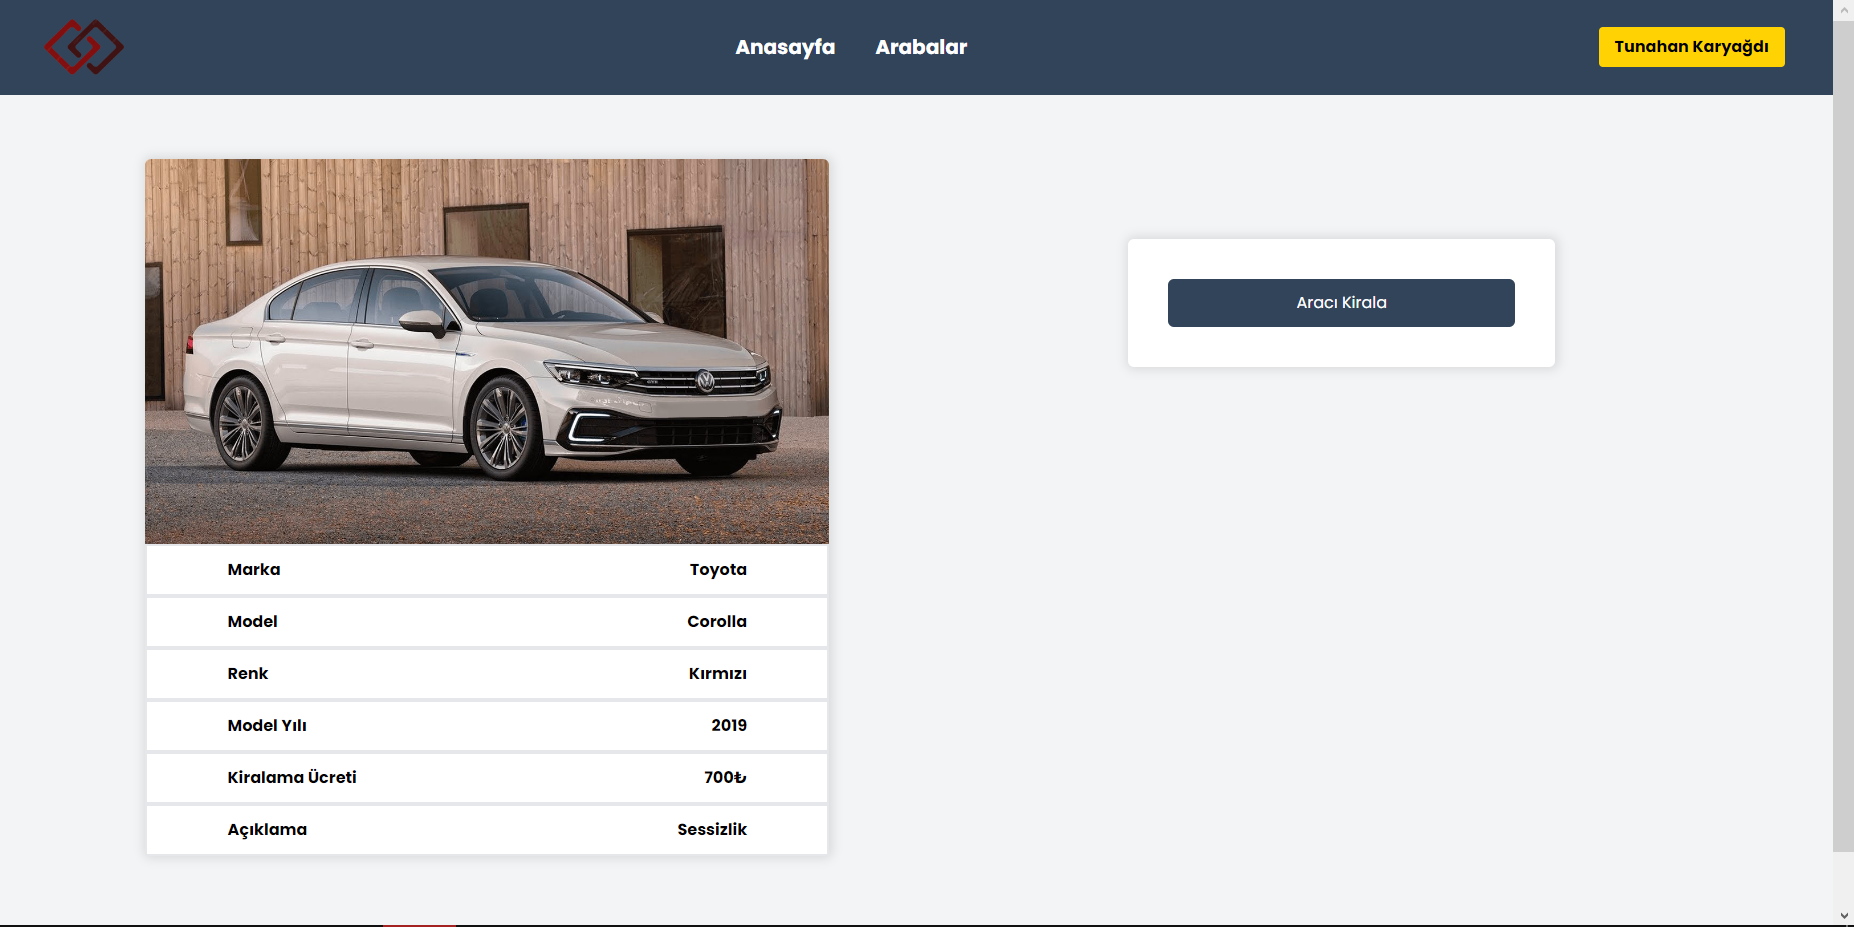 Anasayfa Arabalar Tunahan Karyağdı
Aracı Kirala
GTE
Marka Toyota
Model Corolla
Renk Kırmızı
Model Yılı 2019
Kiralama Ücreti 700₺
Açıklama Sessizlik